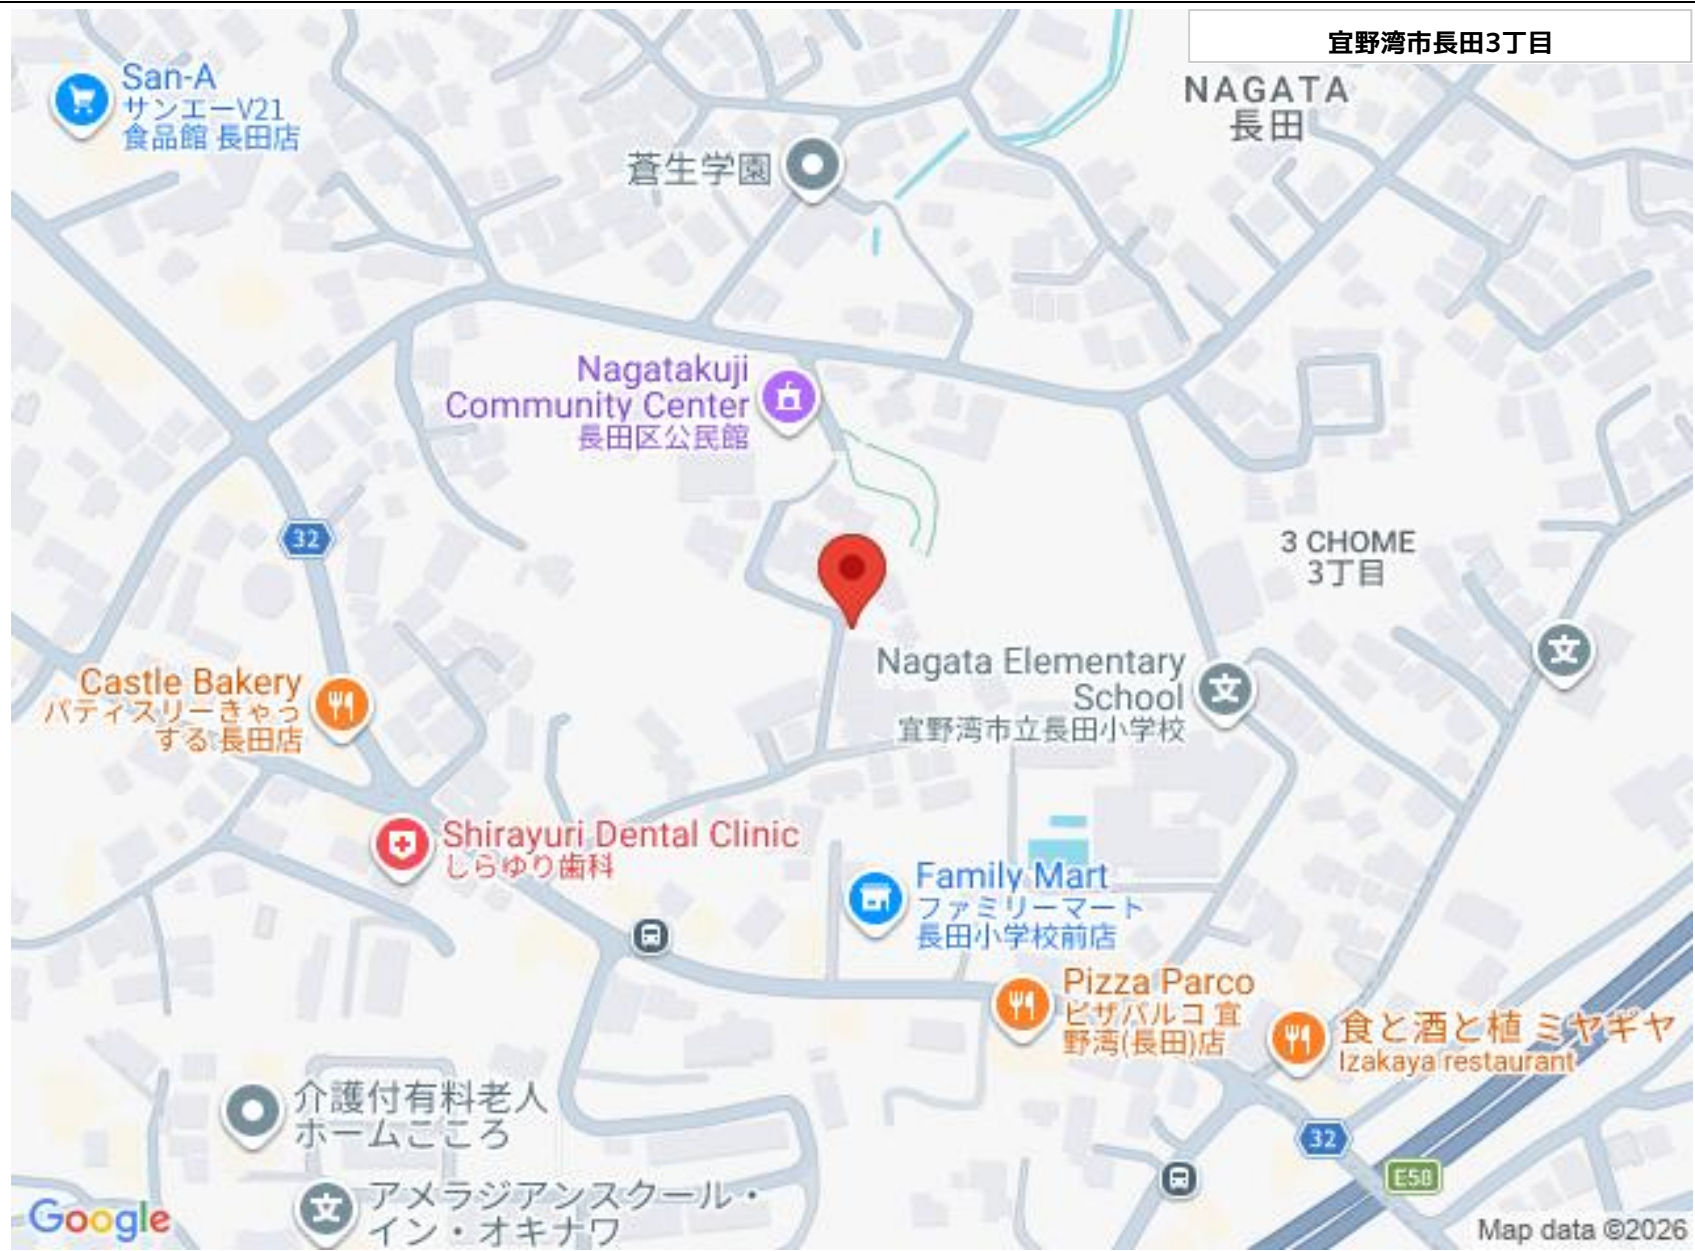 宜野湾市長田3丁目
San-A
サンエーV21
食品館 長田店
NAGATA
長田
蒼生学園
Nagatakuji
Community Center
長田区公民館
32
3 CHOME
3丁目
Castle Bakery
パティスリーきゃっ
する 長田店
Nagata Elementary
School
宜野湾市立長田小学校
Shirayuri Dental Clinic
しらゆり歯科
Family Mart
ファミリーマート
長田小学校前店
Pizza Parco
ピザパルコ 宜
野湾(長田)店
食と酒と植 ミヤギヤ
Izakaya restaurant
介護付有料老人
ホームこころ
32
E58
アメラジアンスクール・
イン・オキナワ
Google
Map data ©2026